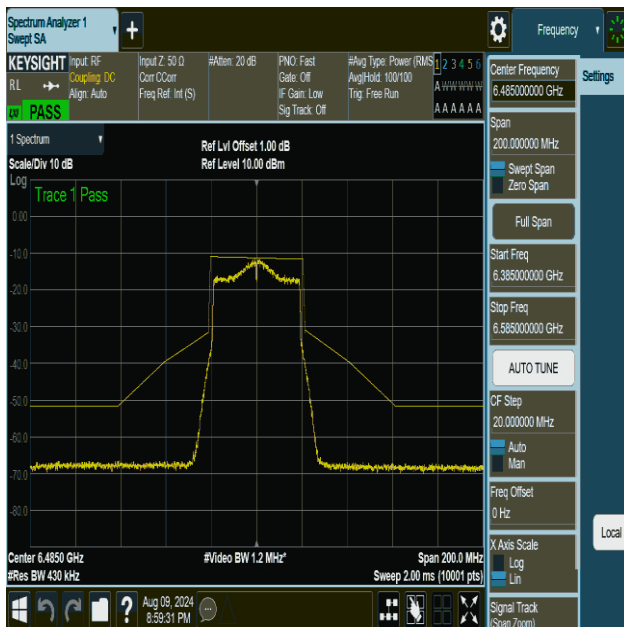 Spectrum Analyzer 1
Swept SA
+
Frequency
KEYSIGHT
RL
PASS
Input: RF
Coupling: DC
Align: Auto
Input Z: 50 Ω
Corr CCorr
Freq Ref: Int (S)
#Atten: 20 dB
PNO: Fast
Gate: Off
IF Gain: Low
Sig Track: Off
#Avg Type: Power (RMS
Avg|Hold: 100/100
Trig: Free Run
1 2 3 4 5 6
A W W W W W
A A A A A A
1 Spectrum
Scale/Div 10 dB
Ref Lvl Offset 1.00 dB
Ref Level 10.00 dBm
Log
Trace 1 Pass
0.00
-10.0
-20.0
-30.0
-40.0
-50.0
-60.0
-70.0
-80.0
Center 6.4850 GHz
#Res BW 430 kHz
#Video BW 1.2 MHz*
Span 200.0 MHz
Sweep 2.00 ms (10001 pts)
?
Aug 09, 2024
8:59:31 PM
Center Frequency
6.485000000 GHz
Settings
Span
200.000000 MHz
Swept Span
Zero Span
Full Span
Start Freq
6.385000000 GHz
Stop Freq
6.585000000 GHz
AUTO TUNE
CF Step
20.000000 MHz
Auto
Man
Freq Offset
0 Hz
X Axis Scale
Log
Lin
Local
Signal Track
(Span Zoom)